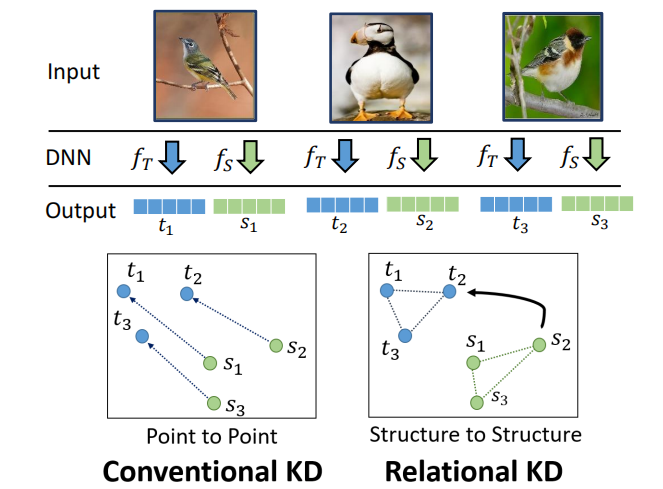 Input
DNN
f_T f_S f_T f_S f_T f_S
Output
t_1 s_1 t_2 s_2 t_3 s_3
t_1 t_2
t_3
s_2
s_1
s_3
Point to Point
Conventional KD
t_1 t_2
t_3
s_1 s_2
s_3
Structure to Structure
Relational KD